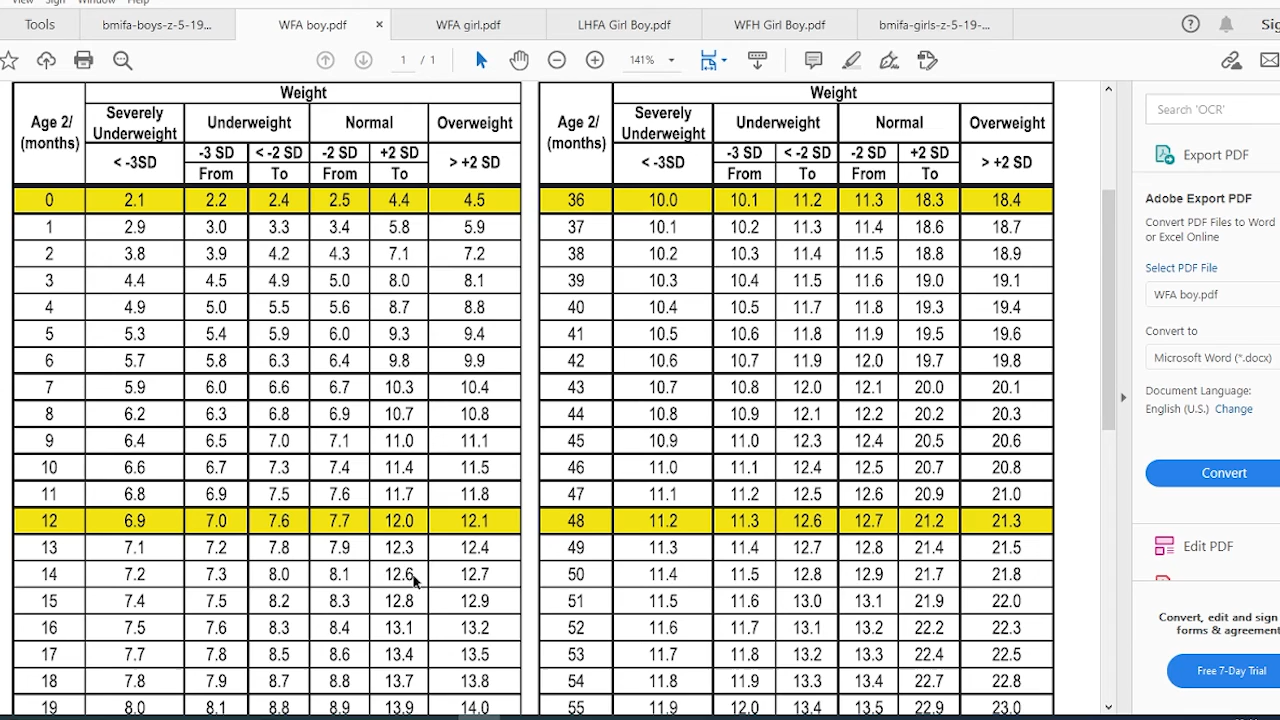 View Sign Window Help
Tools bmifa-boys-z-5-19... WFA boy.pdf × WFA girl.pdf LHFA Girl Boy.pdf WFH Girl Boy.pdf bmifa-girls-z-5-19-...
1 / 1 141%
Weight
Age 2/ (months) Severely Underweight Underweight Normal Overweight
< -3SD -3 SD < -2 SD -2 SD +2 SD > +2 SD
From To From To
0 2.1 2.2 2.4 2.5 4.4 4.5
1 2.9 3.0 3.3 3.4 5.8 5.9
2 3.8 3.9 4.2 4.3 7.1 7.2
3 4.4 4.5 4.9 5.0 8.0 8.1
4 4.9 5.0 5.5 5.6 8.7 8.8
5 5.3 5.4 5.9 6.0 9.3 9.4
6 5.7 5.8 6.3 6.4 9.8 9.9
7 5.9 6.0 6.6 6.7 10.3 10.4
8 6.2 6.3 6.8 6.9 10.7 10.8
9 6.4 6.5 7.0 7.1 11.0 11.1
10 6.6 6.7 7.3 7.4 11.4 11.5
11 6.8 6.9 7.5 7.6 11.7 11.8
12 6.9 7.0 7.6 7.7 12.0 12.1
13 7.1 7.2 7.8 7.9 12.3 12.4
14 7.2 7.3 8.0 8.1 12.6 12.7
15 7.4 7.5 8.2 8.3 12.8 12.9
16 7.5 7.6 8.3 8.4 13.1 13.2
17 7.7 7.8 8.5 8.6 13.4 13.5
18 7.8 7.9 8.7 8.8 13.7 13.8
19 8.0 8.1 8.8 8.9 13.9 14.0
Weight
Age 2/ (months) Severely Underweight Underweight Normal Overweight
< -3SD -3 SD < -2 SD -2 SD +2 SD > +2 SD
From To From To
36 10.0 10.1 11.2 11.3 18.3 18.4
37 10.1 10.2 11.3 11.4 18.6 18.7
38 10.2 10.3 11.4 11.5 18.8 18.9
39 10.3 10.4 11.5 11.6 19.0 19.1
40 10.4 10.5 11.7 11.8 19.3 19.4
41 10.5 10.6 11.8 11.9 19.5 19.6
42 10.6 10.7 11.9 12.0 19.7 19.8
43 10.7 10.8 12.0 12.1 20.0 20.1
44 10.8 10.9 12.1 12.2 20.2 20.3
45 10.9 11.0 12.3 12.4 20.5 20.6
46 11.0 11.1 12.4 12.5 20.7 20.8
47 11.1 11.2 12.5 12.6 20.9 21.0
48 11.2 11.3 12.6 12.7 21.2 21.3
49 11.3 11.4 12.7 12.8 21.4 21.5
50 11.4 11.5 12.8 12.9 21.7 21.8
51 11.5 11.6 13.0 13.1 21.9 22.0
52 11.6 11.7 13.1 13.2 22.2 22.3
53 11.7 11.8 13.2 13.3 22.4 22.5
54 11.8 11.9 13.3 13.4 22.7 22.8
55 11.9 12.0 13.4 13.5 22.9 23.0
Search 'OCR'
Export PDF
Adobe Export PDF
Convert PDF Files to Word
or Excel Online
Select PDF File
WFA boy.pdf
Convert to
Microsoft Word (*.docx)
Document Language:
English (U.S.) Change
Convert
Edit PDF
Convert, edit and sign
forms & agreement
Free 7-Day Trial